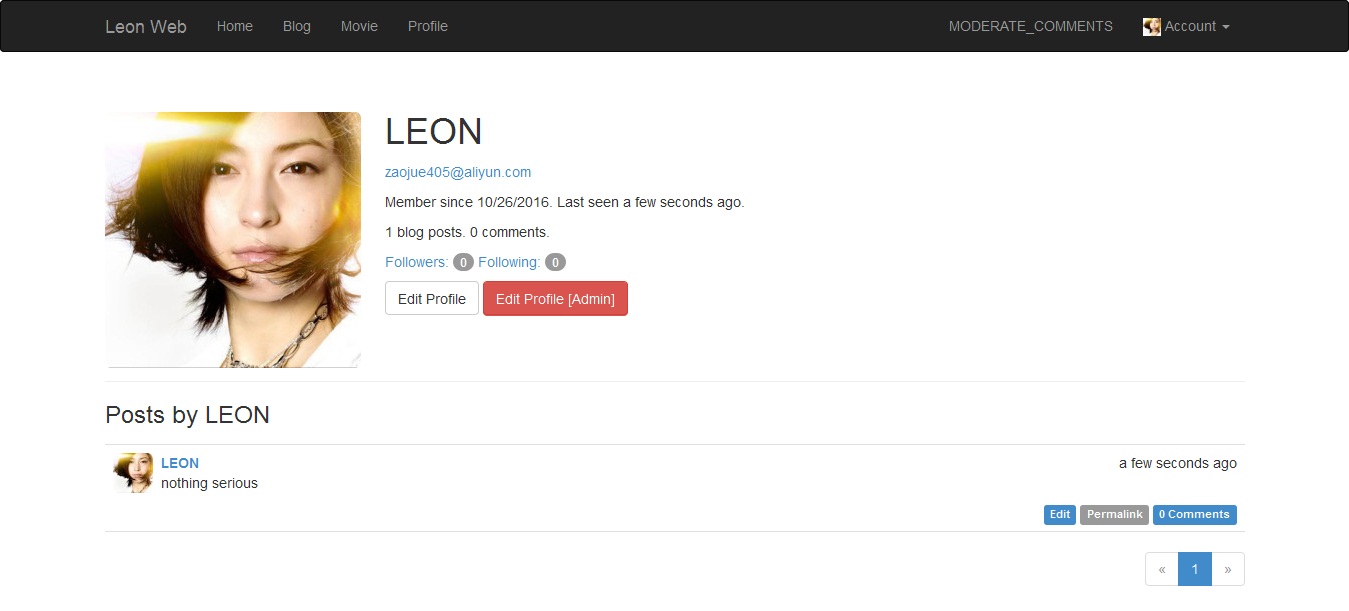 Leon Web Home Blog Movie Profile MODERATE_COMMENTS Account
LEON
zaojue405@aliyun.com
Member since 10/26/2016. Last seen a few seconds ago.
1 blog posts. 0 comments.
Followers: 0 Following: 0
Edit Profile Edit Profile [Admin]
Posts by LEON
LEON a few seconds ago
nothing serious
Edit Permalink 0 Comments
« 1 »